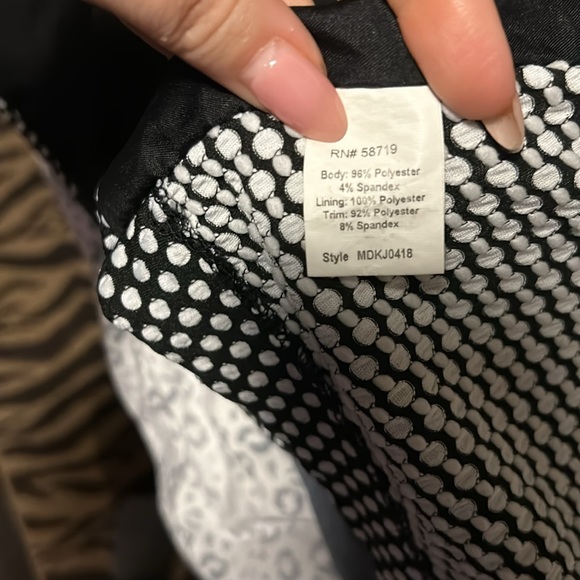 RN# 58719
Body: 96% Polyester
4% Spandex
Lining: 100% Polyester
Trim: 92% Polyester
8% Spandex
Style MDKJ0418